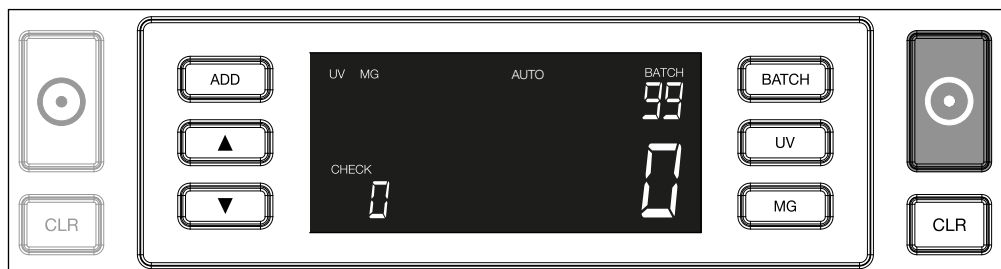 ADD
UV MG AUTO BATCH
99
BATCH
UV
CHECK
0 0
MG
CLR
CLR